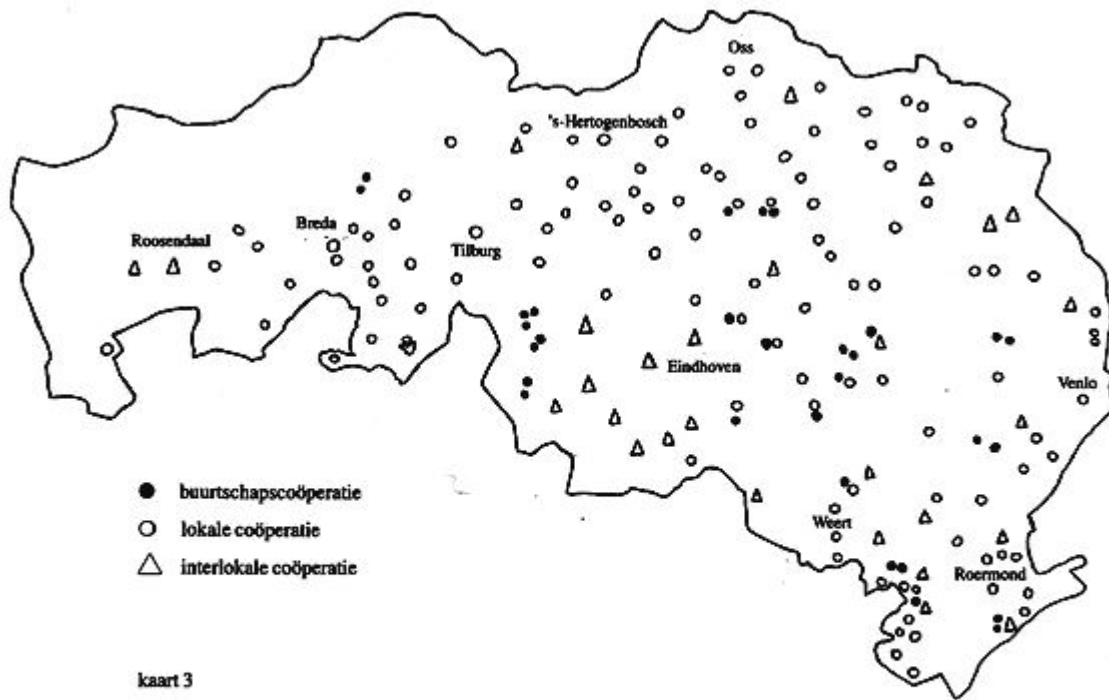 Oss
's-Hertogenbosch
Breda
Tilburg
Roosendaal
Eindhoven
Venlo
buurtschapscoöperatie
lokale coöperatie
interlokale coöperatie
Weert
Roermond
kaart 3